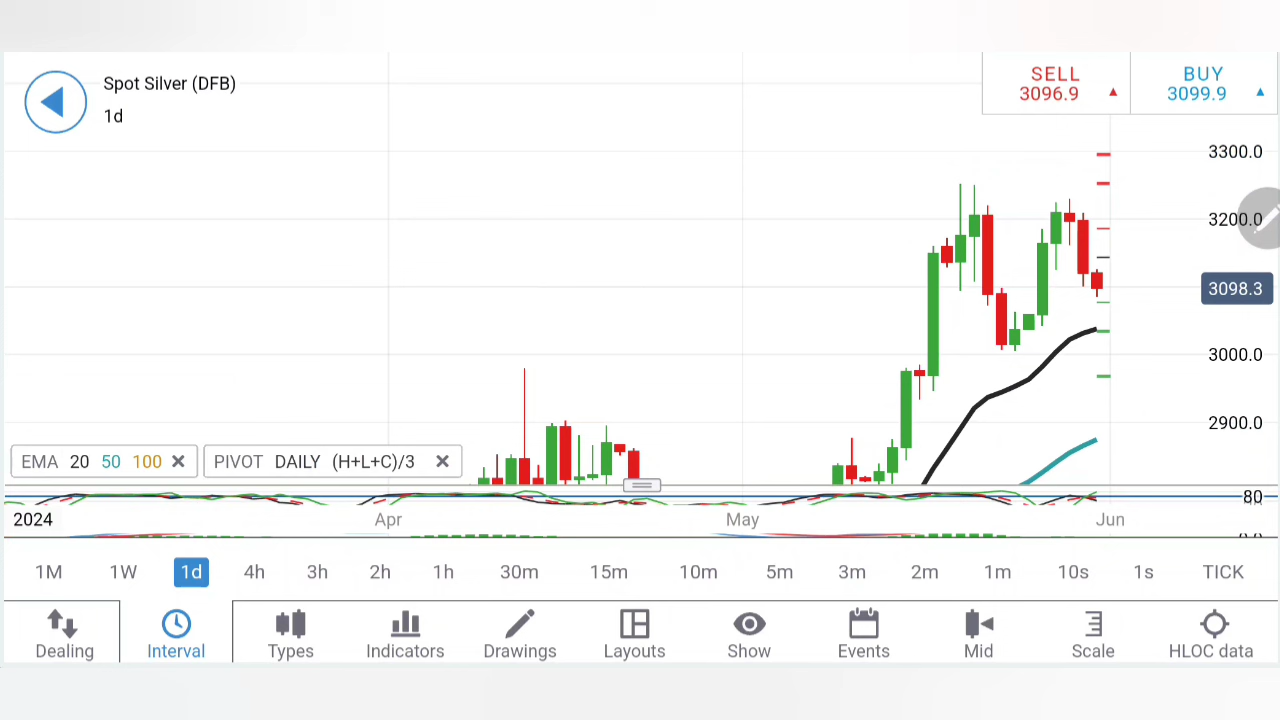 Spot Silver (DFB)
1d
SELL
3096.9
BUY
3099.9
3300.0
3200.0
3098.3
3000.0
2900.0
EMA 20 50 100
PIVOT DAILY (H+L+C)/3
80
2024 Apr May Jun
1M 1W 1d 4h 3h 2h 1h 30m 15m 10m 5m 3m 2m 1m 10s 1s TICK
Dealing Interval Types Indicators Drawings Layouts Show Events Mid Scale HLOC data